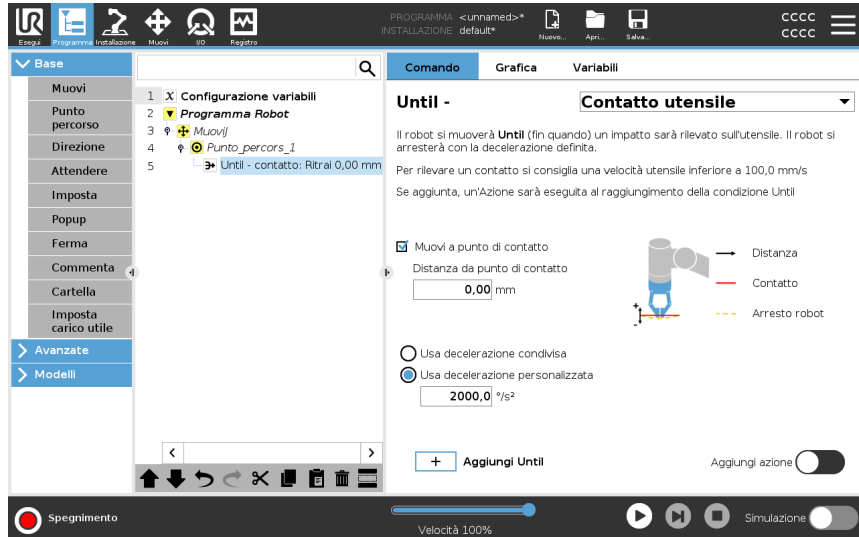 UR
Esegui
Programma
Installazione
Muovi
I/O
Registro
PROGRAMMA <unnamed>*
INSTALLAZIONE default*
Nuovo...
Apri...
Salva...
cccc
cccc
Base
Muovi
Punto
percorso
Direzione
Attendere
Imposta
Popup
Ferma
Commenta
Cartella
Imposta
carico utile
Avanzate
Modelli
1 X Configurazione variabili
2 Programma Robot
3 MuoviJ
4 Punto_percors_1
5 Until - contatto: Ritrai 0,00 mm
Comando Grafica Variabili
Until - Contatto utensile
Il robot si muoverà Until (fin quando) un impatto sarà rilevato sull'utensile. Il robot si
arresterà con la decelerazione definita.
Per rilevare un contatto si consiglia una velocità utensile inferiore a 100,0 mm/s
Se aggiunta, un'Azione sarà eseguita al raggiungimento della condizione Until
Muovi a punto di contatto
Distanza da punto di contatto
0,00 mm
Distanza
Contatto
Arresto robot
+
-
Usa decelerazione condivisa
Usa decelerazione personalizzata
2000,0 °/s²
+ Aggiungi Until
Aggiungi azione
Spegnimento
Velocità 100%
Simulazione